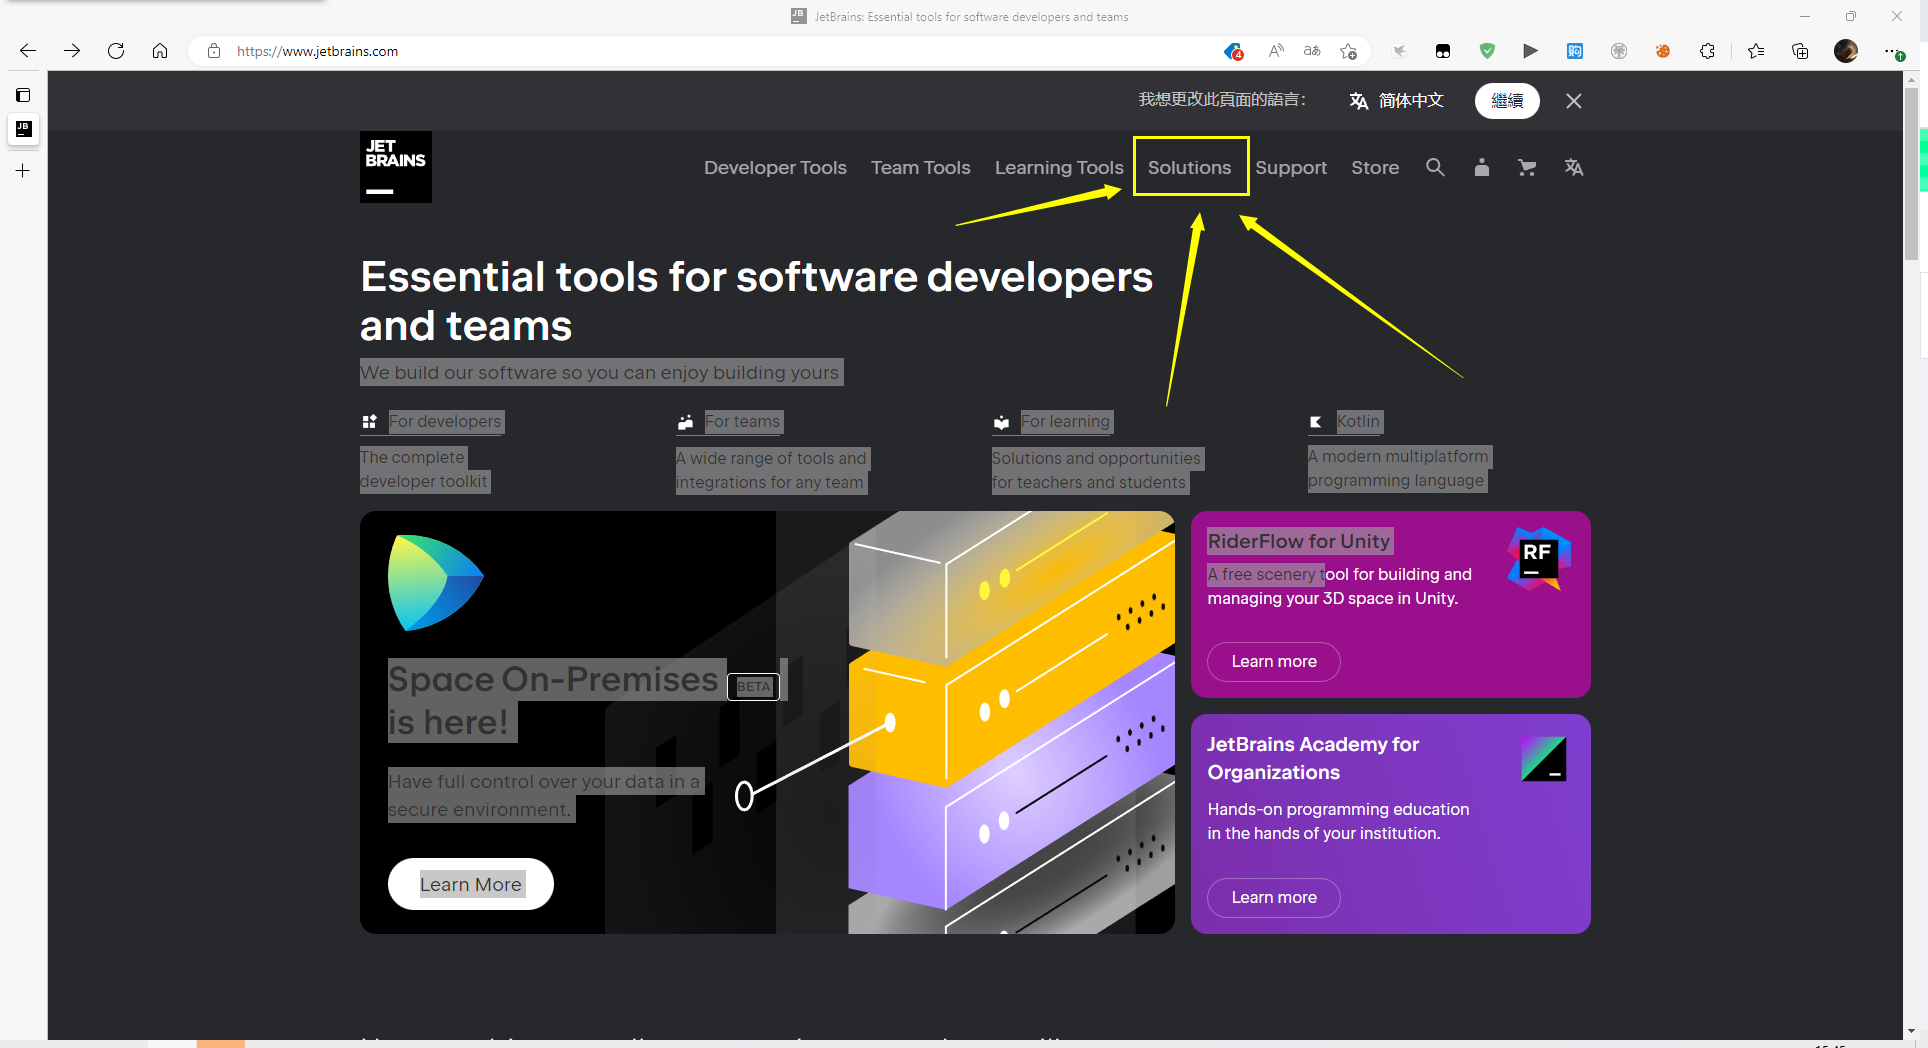 JetBrains: Essential tools for software developers and teams
https://www.jetbrains.com
4
我想更改此頁面的語言：
简体中文
繼續
JET
BRAINS
Developer Tools
Team Tools
Learning Tools
Solutions
Support
Store
Essential tools for software developers
and teams
We build our software so you can enjoy building yours
For developers
The complete
developer toolkit
For teams
A wide range of tools and
integrations for any team
For learning
Solutions and opportunities
for teachers and students
Kotlin
A modern multiplatform
programming language
Space On-Premises BETA
is here!
Have full control over your data in a
secure environment.
Learn More
RiderFlow for Unity
RF
A free scenery tool for building and
managing your 3D space in Unity.
Learn more
JetBrains Academy for
Organizations
Hands-on programming education
in the hands of your institution.
Learn more